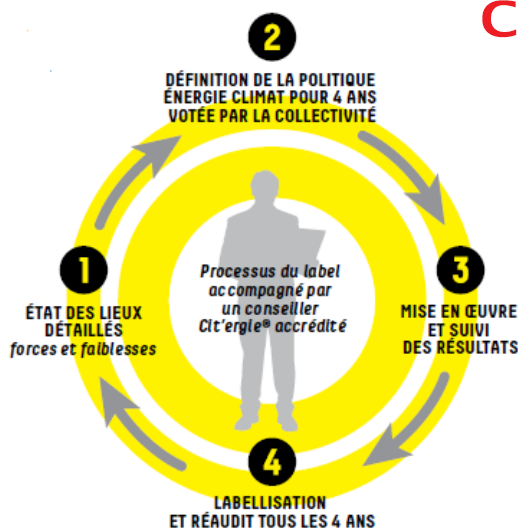 C
2
DÉFINITION DE LA POLITIQUE
ÉNERGIE CLIMAT POUR 4 ANS
VOTÉE PAR LA COLLECTIVITÉ
1
ÉTAT DES LIEUX
DÉTAILLÉS
forces et faiblesses
Processus du label
accompagné par
un conseiller
Cit'ergie® accrédité
3
MISE EN ŒUVRE
ET SUIVI
DES RÉSULTATS
4
LABELLISATION
ET RÉAUDIT TOUS LES 4 ANS